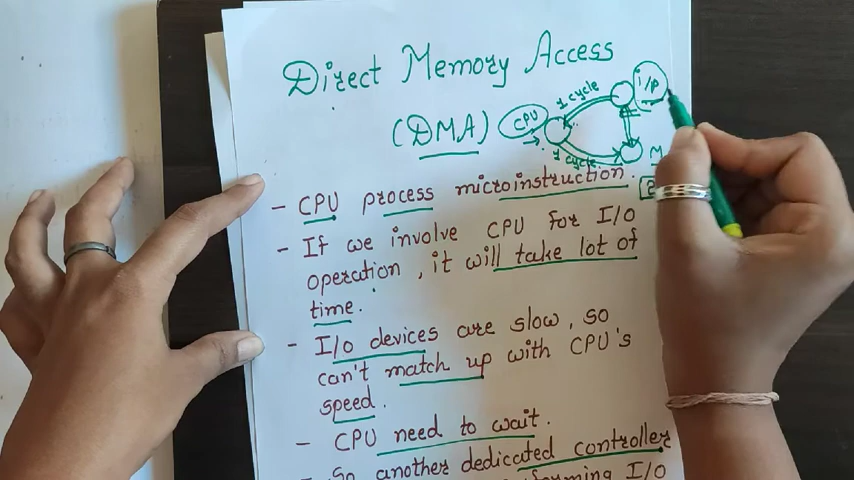 Direct Memory Access
(DMA)
1 cycle
i/p
CPU
1 cycle.
M
- CPU process microinstruction.
- If we involve CPU for I/O
operation, it will take lot of
time.
- I/o devices are slow, so
can't match up with CPU's
speed.
- CPU need to wait.
- So another dedicated controller
I/O